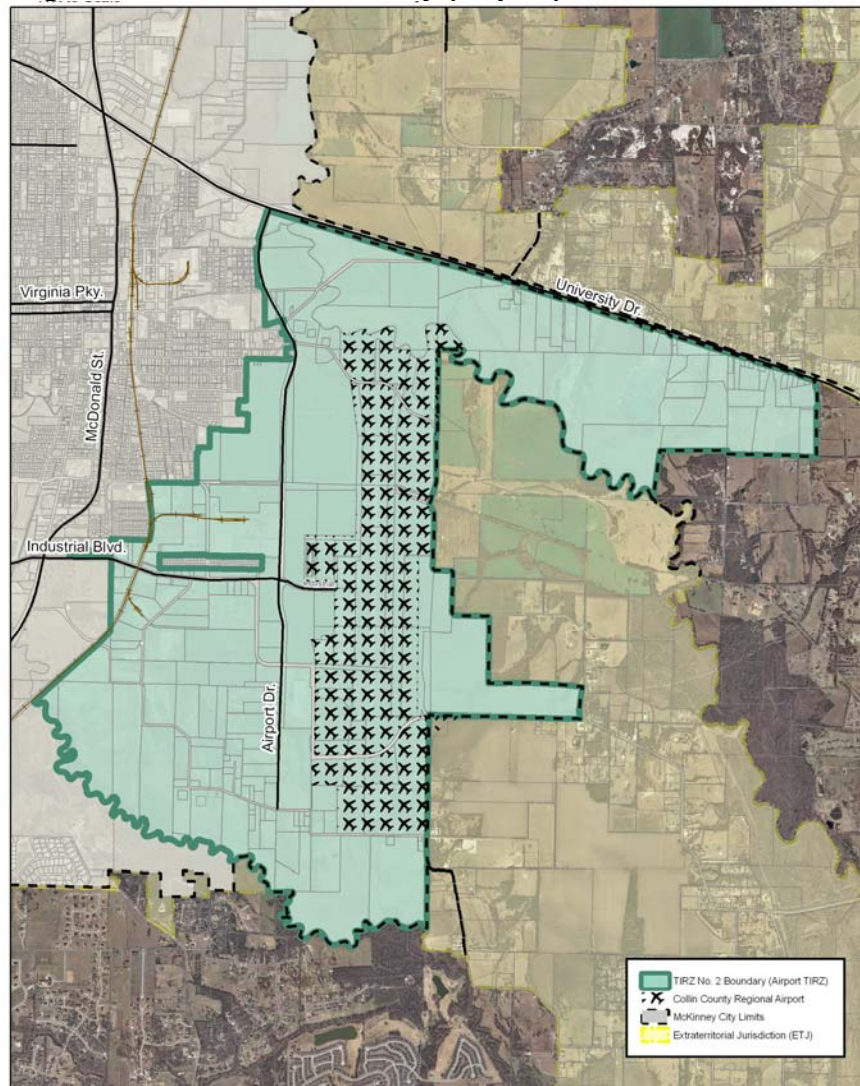 University Dr.
Virginia Pky.
McDonald St.
Industrial Blvd.
Airport Dr.
TIRZ No. 2 Boundary (Airport TIRZ)
Collin County Regional Airport
McKinney City Limits
Extraterritorial Jurisdiction (ETJ)